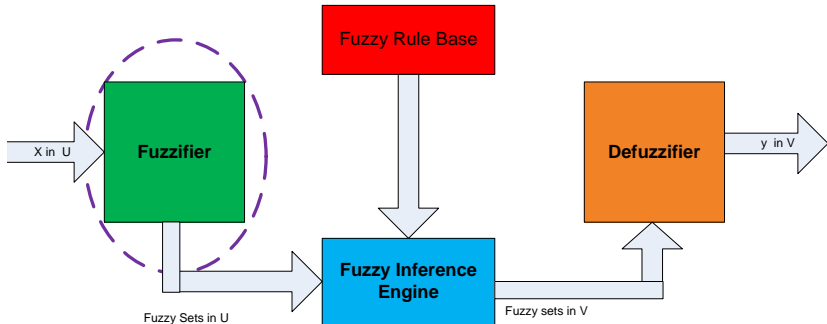 Fuzzy Rule Base
X in U
Fuzzifier
Defuzzifier
y in V
Fuzzy Inference
Engine
Fuzzy Sets in U
Fuzzy sets in V